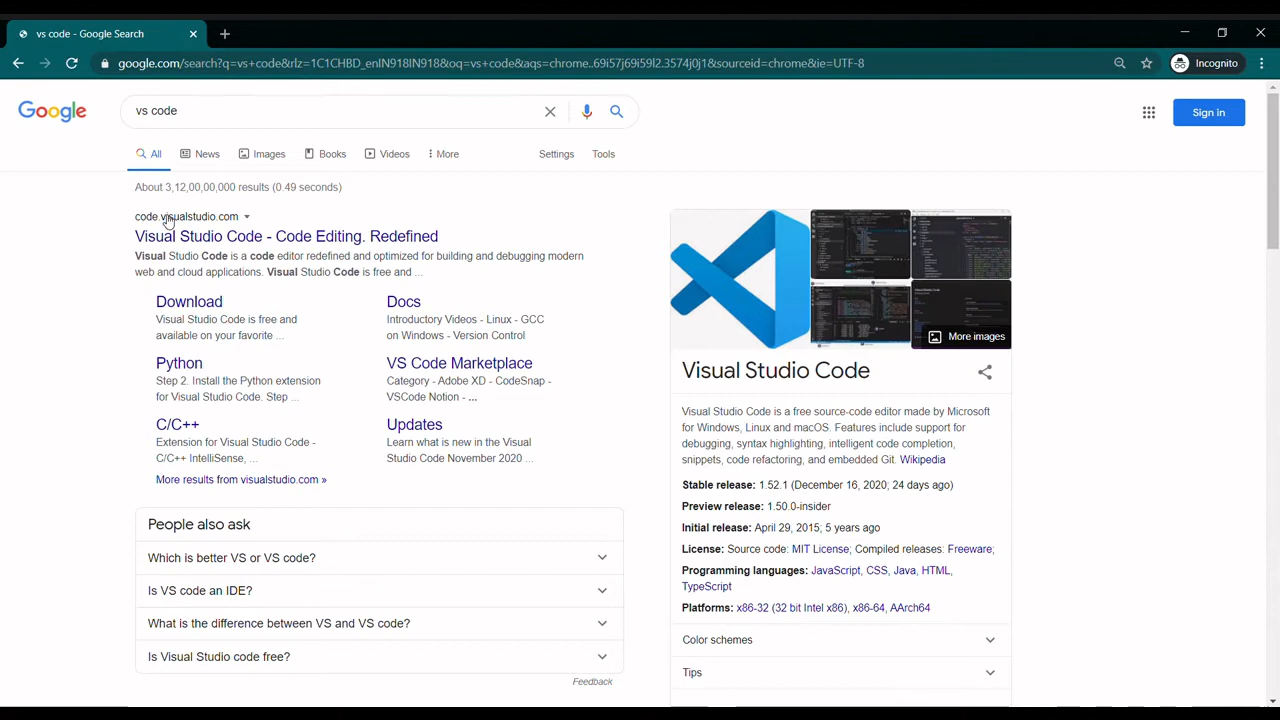 vs code - Google Search
google.com/search?q=vs+code&rlz=1C1CHBD_enIN918IN918&oq=vs+code&aqs=chrome..69i57j69i59l2.3574j0j1&sourceid=chrome&ie=UTF-8
Incognito
Google
vs code
Sign in
All
News
Images
Books
Videos
More
Settings
Tools
About 3,12,00,00,000 results (0.49 seconds)
code.visualstudio.com
Visual Studio Code - Code Editing. Redefined
Visual Studio Code is a code editor redefined and optimized for building and debugging modern
web and cloud applications. Visual Studio Code is free and ...
Download
Visual Studio Code is free and
available on your favorite ...
Docs
Introductory Videos - Linux - GCC
on Windows - Version Control
Python
Step 2. Install the Python extension
for Visual Studio Code. Step ...
VS Code Marketplace
Category - Adobe XD - CodeSnap -
VSCode Notion - ...
C/C++
Extension for Visual Studio Code -
C/C++ IntelliSense, ...
Updates
Learn what is new in the Visual
Studio Code November 2020 ...
More results from visualstudio.com »
People also ask
Which is better VS or VS code?
Is VS code an IDE?
What is the difference between VS and VS code?
Is Visual Studio code free?
Feedback
More images
Visual Studio Code
Visual Studio Code is a free source-code editor made by Microsoft
for Windows, Linux and macOS. Features include support for
debugging, syntax highlighting, intelligent code completion,
snippets, code refactoring, and embedded Git. Wikipedia
Stable release: 1.52.1 (December 16, 2020; 24 days ago)
Preview release: 1.50.0-insider
Initial release: April 29, 2015; 5 years ago
License: Source code: MIT License; Compiled releases: Freeware;
Programming languages: JavaScript, CSS, Java, HTML,
TypeScript
Platforms: x86-32 (32 bit Intel x86), x86-64, AArch64
Color schemes
Tips